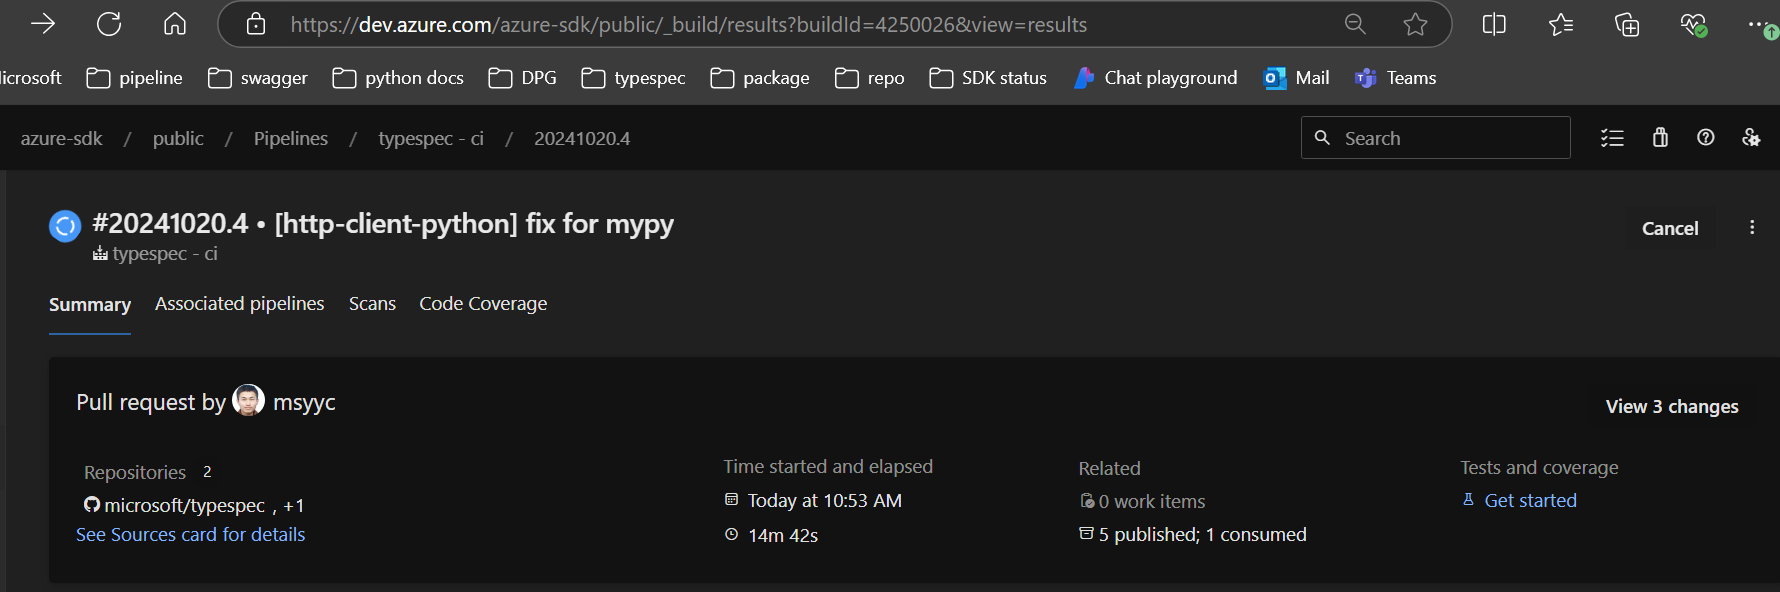 https://dev.azure.com/azure-sdk/public/_build/results?buildId=4250026&view=results
icrosoft pipeline swagger python docs DPG typespec package repo SDK status Chat playground Mail Teams
azure-sdk / public / Pipelines / typespec - ci / 20241020.4 Search
#20241020.4 • [http-client-python] fix for mypy Cancel
typespec - ci
Summary Associated pipelines Scans Code Coverage
Pull request by msyyc View 3 changes
Repositories 2 Time started and elapsed Related Tests and coverage
microsoft/typespec , +1 Today at 10:53 AM 0 work items Get started
See Sources card for details 14m 42s 5 published; 1 consumed